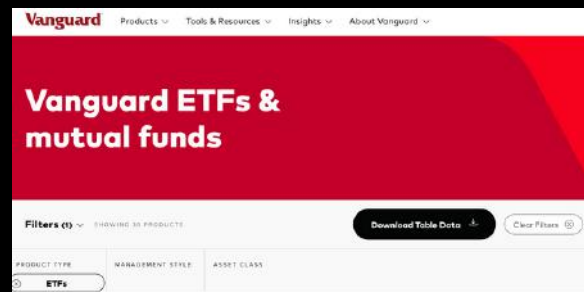 Vanguard Products Tools & Resources Insights About Vanguard
Vanguard ETFs &
mutual funds
Filters (1) SHOWING PRODUCTS Download Table Data Clear Filters
PRODUCT TYPE MANAGEMENT STYLE ASSET CLASS
ETFs